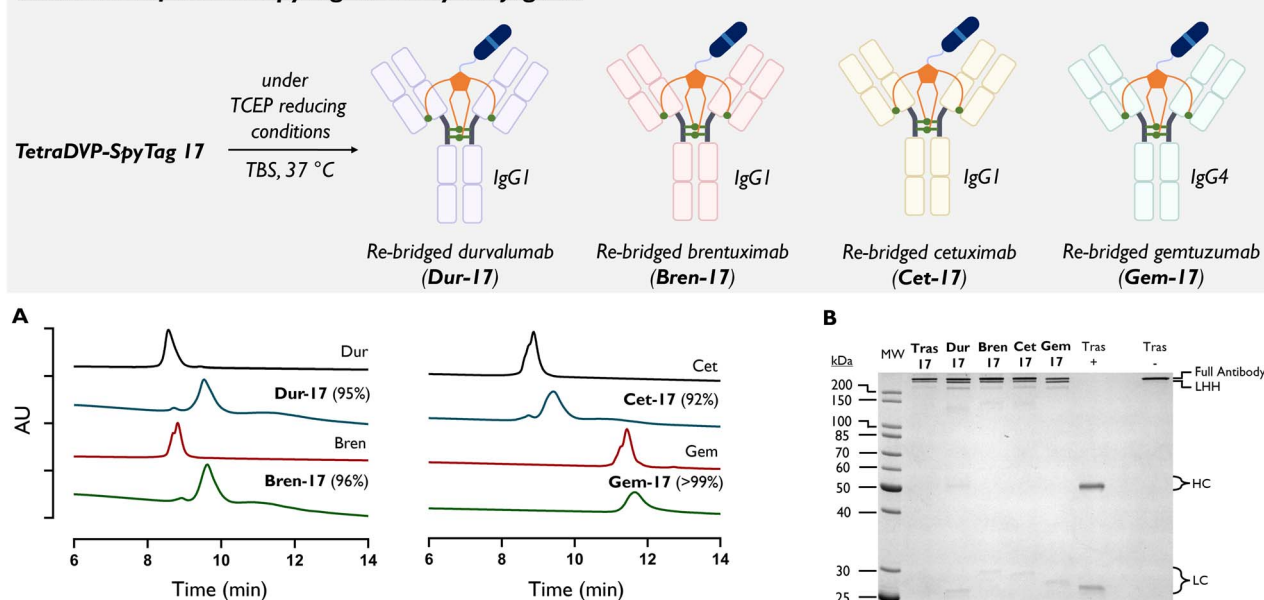 under
TCEP reducing
conditions
TetraDVP-SpyTag 17
TBS, 37 °C
IgG1
IgG1
IgG1
IgG4
Re-bridged durvalumab
(Dur-17)
Re-bridged brentuximab
(Bren-17)
Re-bridged cetuximab
(Cet-17)
Re-bridged gemtuzumab
(Gem-17)
A
AU
Dur
Dur-17 (95%)
Bren
Bren-17 (96%)
6 8 10 12 14
Time (min)
Cet
Cet-17 (92%)
Gem
Gem-17 (>99%)
6 8 10 12 14
Time (min)
B
kDa
MW
Tras 17
Dur 17
Bren 17
Cet 17
Gem 17
Tras +
Tras -
200
150
100
85
70
60
50
40
30
25
Full Antibody
LHH
HC
LC